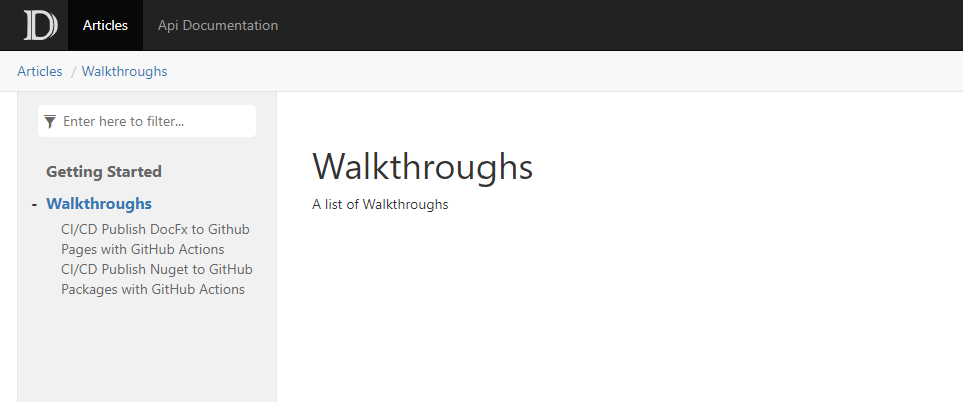 D
Articles
Api Documentation
Articles / Walkthroughs
Enter here to filter...
Getting Started
- Walkthroughs
CI/CD Publish DocFx to Github
Pages with GitHub Actions
CI/CD Publish Nuget to GitHub
Packages with GitHub Actions
Walkthroughs
A list of Walkthroughs